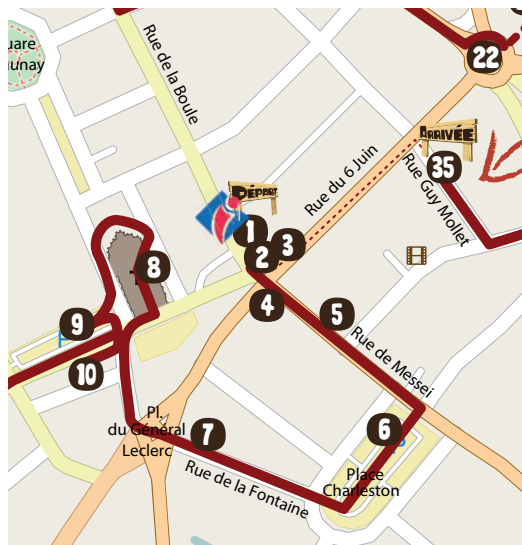 Rue de la Boule
22
uare
unay
ARRIVÉE
Rue du 6 Juin
35
DÉPART
Rue Guy Mollet
1
3
2
8
4
5
9
P
Rue de Messei
10
6
P
Pl.
du Général
Leclerc
7
Place
Charleston
Rue de la Fontaine